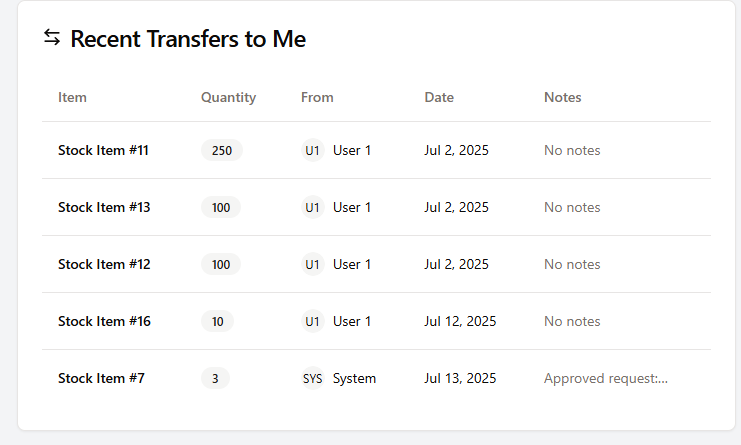 Recent Transfers to Me
Item Quantity From Date Notes
Stock Item #11 250 U1 User 1 Jul 2, 2025 No notes
Stock Item #13 100 U1 User 1 Jul 2, 2025 No notes
Stock Item #12 100 U1 User 1 Jul 2, 2025 No notes
Stock Item #16 10 U1 User 1 Jul 12, 2025 No notes
Stock Item #7 3 SYS System Jul 13, 2025 Approved request:...